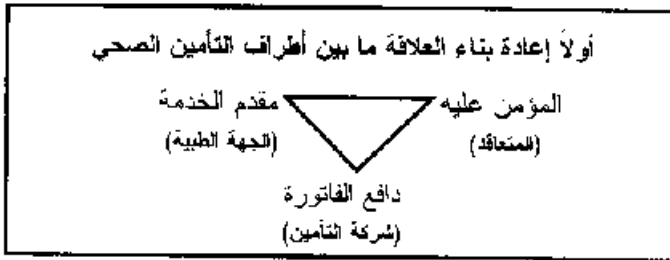 أولاً إعادة بناء العلاقة ما بين أطراف التأمين الصحي
المؤمن عليه مقدم الخدمة
(المتعاقد) (الجهة الطبية)
دافع الفاتورة
(شركة التأمين)